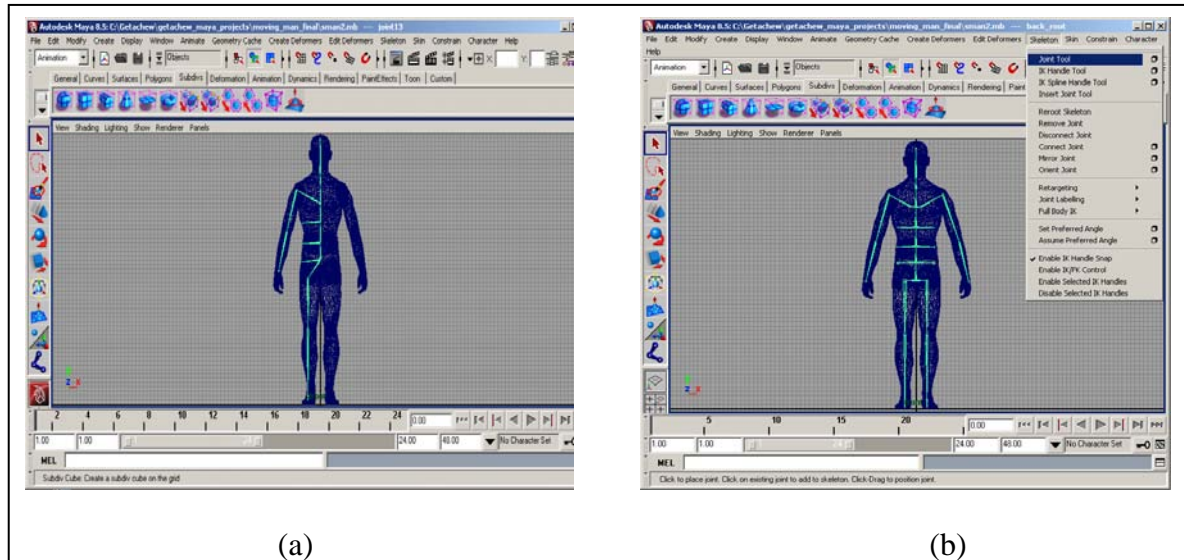 Autodesk Maya 8.5: C:\Getachew\getachew_maya_projects\moving_man_final\sman2.mb --- joint13
File Edit Modify Create Display Window Animate Geometry Cache Create Deformers Edit Deformers Skeleton Skin Constrain Character Help
Animation Objects X: Y:
General Curves Surfaces Polygons Subdivs Deformation Animation Dynamics Rendering PaintEffects Toon Custom
View Shading Lighting Show Renderer Panels
z x
2 4 6 8 10 12 14 16 18 20 22 24 0.00
1.00 1.00 24.00 48.00 No Character Set
MEL
Subdiv Cube: Create a subdiv cube on the grid
(a)
Autodesk Maya 8.5: C:\Getachew\getachew_maya_projects\moving_man_final\sman2.mb --- back_root
File Edit Modify Create Display Window Animate Geometry Cache Create Deformers Edit Deformers Skeleton Skin Constrain Character
Help
Animation Objects
General Curves Surfaces Polygons Subdivs Deformation Animation Dynamics Rendering Pain
View Shading Lighting Show Renderer Panels
Joint Tool
IK Handle Tool
IK Spline Handle Tool
Insert Joint Tool
Reroot Skeleton
Remove Joint
Disconnect Joint
Connect Joint
Mirror Joint
Orient Joint
Retargeting
Joint Labelling
Full Body IK
Set Preferred Angle
Assume Preferred Angle
Enable IK Handle Snap
Enable IK/FK Control
Enable Selected IK Handles
Disable Selected IK Handles
z x
5 10 15 20 0.00
1.00 1.00 24.00 48.00 No Character Set
MEL
Click to place joint. Click on existing joint to add to skeleton. Click-Drag to position joint.
(b)